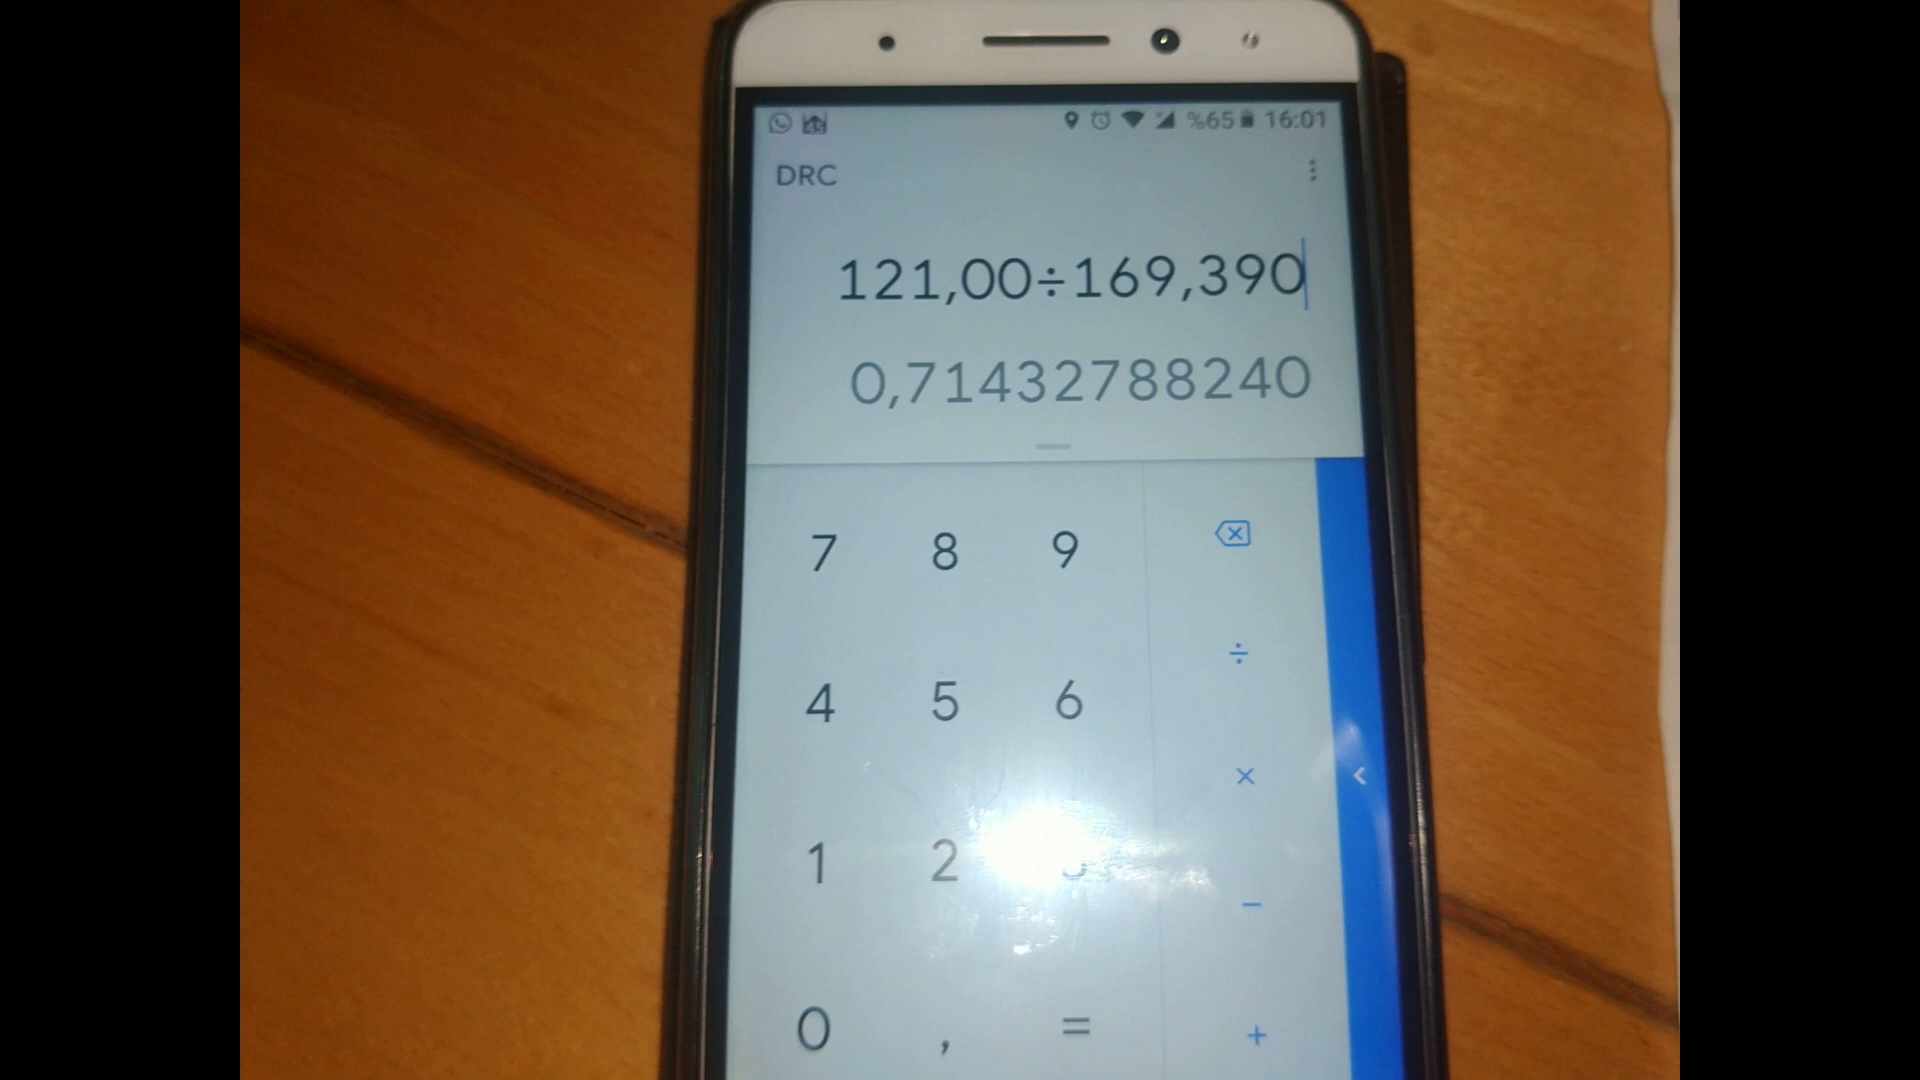 %65 16:01
DRC
121,00÷169,390
0,71432788240
7 8 9
÷
4 5 6
×
1 2
−
0 , =
+